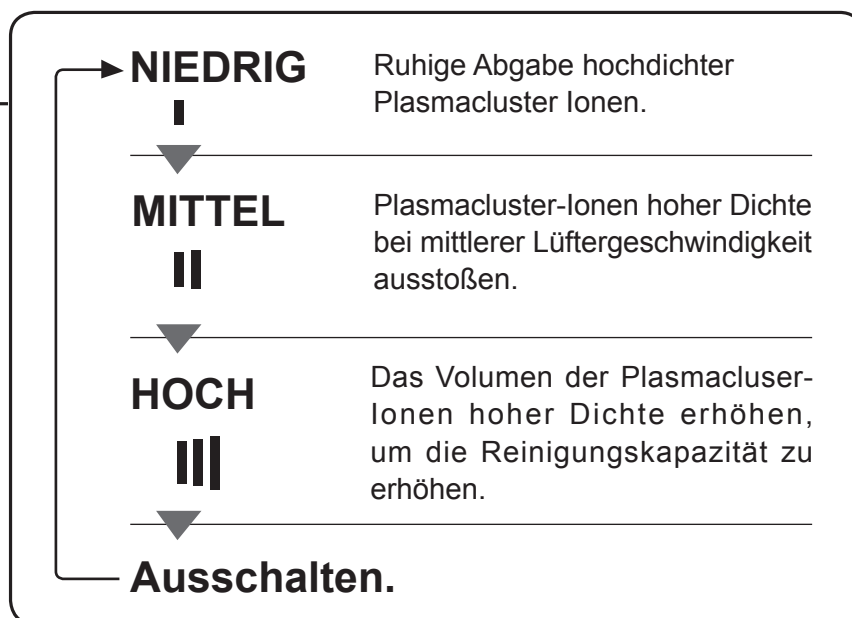 NIEDRIG
Ruhige Abgabe hochdichter
Plasmacluster Ionen.
MITTEL
Plasmacluster-Ionen hoher Dichte
bei mittlerer Lüftergeschwindigkeit
ausstoßen.
HOCH
Das Volumen der Plasmacluser-
Ionen hoher Dichte erhöhen,
um die Reinigungskapazität zu
erhöhen.
Ausschalten.